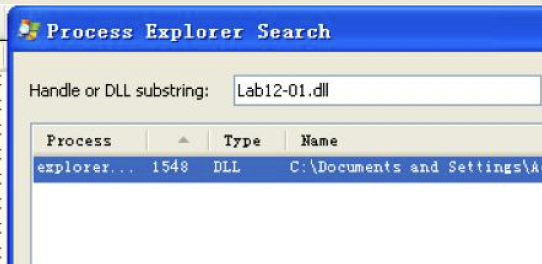 Process Explorer Search
Handle or DLL substring: Lab12-01.dll
Process Type Name
explorer... 1548 DLL C:\Documents and Settings\A